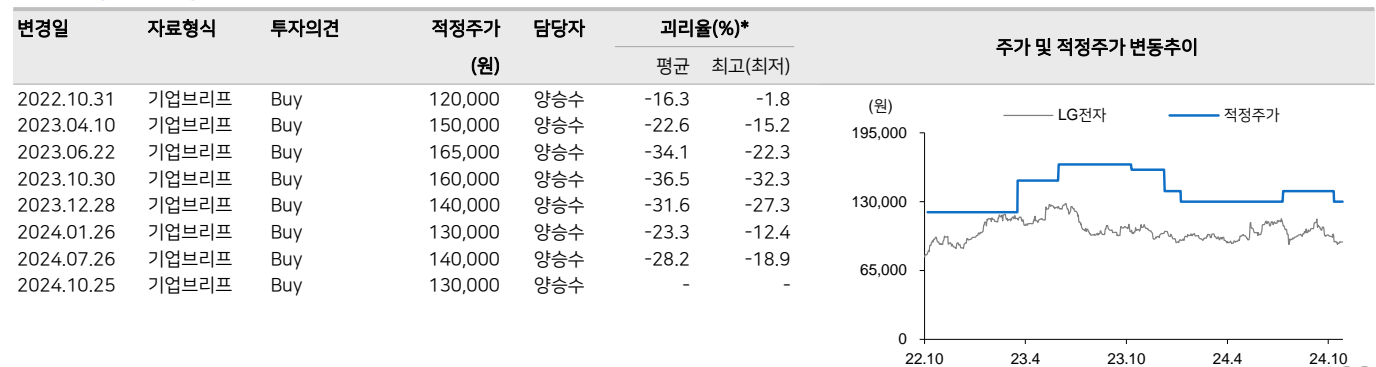 변경일 자료형식 투자의견 적정주가 담당자 괴리율(%)*
(원) 평균 최고(최저)
2022.10.31 기업브리프 Buy 120,000 양승수 -16.3 -1.8
2023.04.10 기업브리프 Buy 150,000 양승수 -22.6 -15.2
2023.06.22 기업브리프 Buy 165,000 양승수 -34.1 -22.3
2023.10.30 기업브리프 Buy 160,000 양승수 -36.5 -32.3
2023.12.28 기업브리프 Buy 140,000 양승수 -31.6 -27.3
2024.01.26 기업브리프 Buy 130,000 양승수 -23.3 -12.4
2024.07.26 기업브리프 Buy 140,000 양승수 -28.2 -18.9
2024.10.25 기업브리프 Buy 130,000 양승수 - -
주가 및 적정주가 변동추이
(원)
LG전자 적정주가
195,000
130,000
65,000
0
22.10 23.4 23.10 24.4 24.10